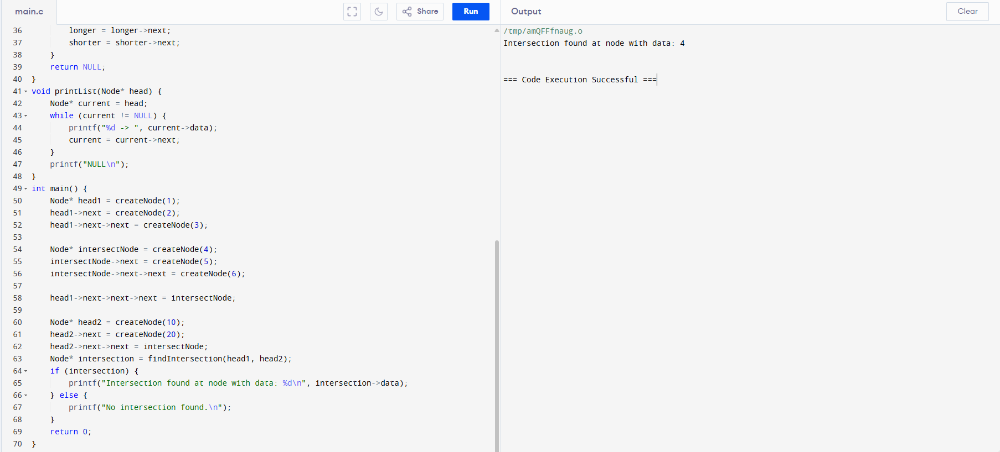 main.c
Share
Run
Output
Clear
36         longer = longer->next;
37         shorter = shorter->next;
38     }
39     return NULL;
40 }
41 void printList(Node* head) {
42     Node* current = head;
43     while (current != NULL) {
44         printf("%d -> ", current->data);
45         current = current->next;
46     }
47     printf("NULL\n");
48 }
49 int main() {
50     Node* head1 = createNode(1);
51     head1->next = createNode(2);
52     head1->next->next = createNode(3);
53
54     Node* intersectNode = createNode(4);
55     intersectNode->next = createNode(5);
56     intersectNode->next->next = createNode(6);
57
58     head1->next->next->next = intersectNode;
59
60     Node* head2 = createNode(10);
61     head2->next = createNode(20);
62     head2->next->next = intersectNode;
63     Node* intersection = findIntersection(head1, head2);
64     if (intersection) {
65         printf("Intersection found at node with data: %d\n", intersection->data);
66     } else {
67         printf("No intersection found.\n");
68     }
69     return 0;
70 }
/tmp/amQFFfnaug.o
Intersection found at node with data: 4
=== Code Execution Successful ===